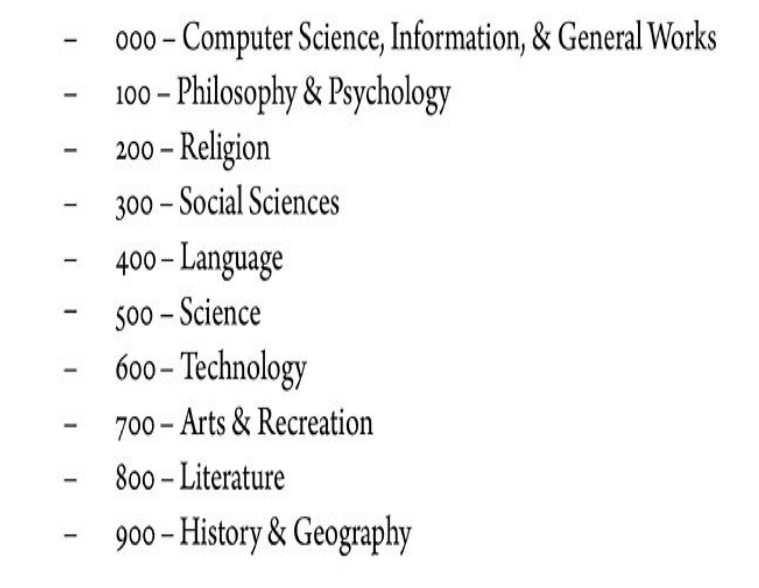 – 000 – Computer Science, Information, & General Works
– 100 – Philosophy & Psychology
– 200 – Religion
– 300 – Social Sciences
– 400 – Language
– 500 – Science
– 600 – Technology
– 700 – Arts & Recreation
– 800 – Literature
– 900 – History & Geography